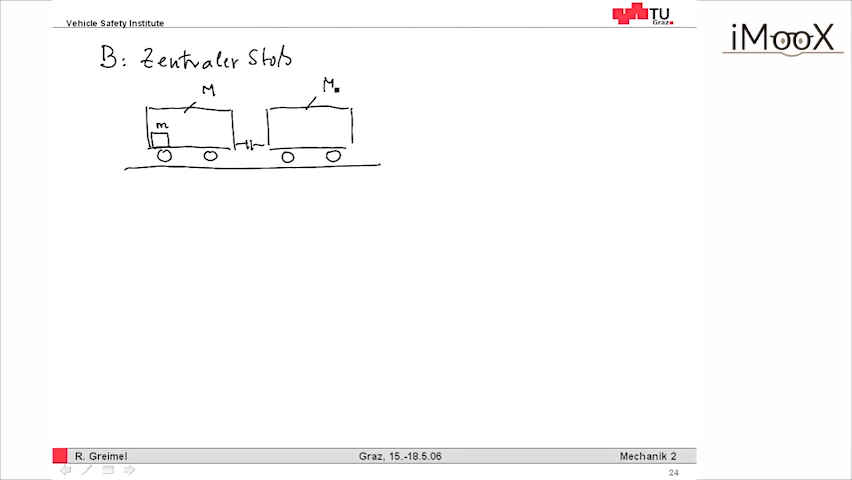 Vehicle Safety Institute
TU
Graz
iMooX
B: Zentraler Stoß
M
M
m
R. Greimel
Graz, 15.-18.5.06
Mechanik 2
24